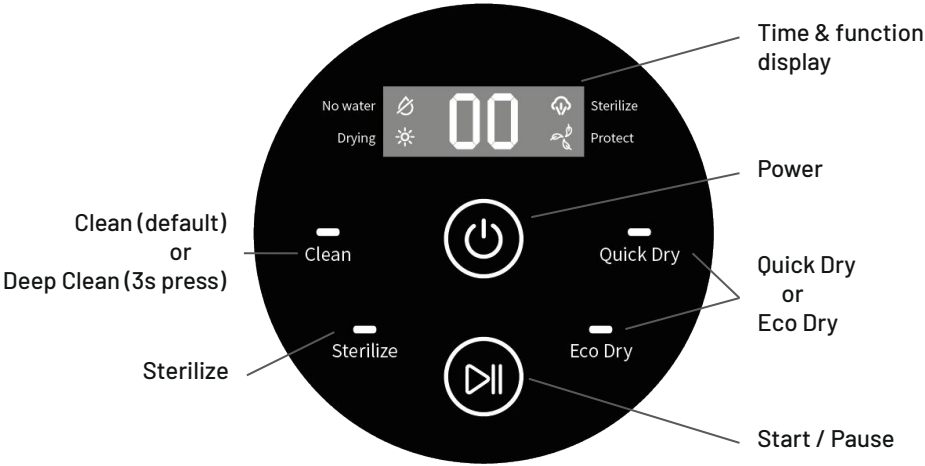 Time & function
display
No water
00
Sterilize
Drying
Protect
Power
Clean (default)
or
Deep Clean (3s press)
Clean
Quick Dry
Quick Dry
or
Eco Dry
Sterilize
Eco Dry
Sterilize
Start / Pause